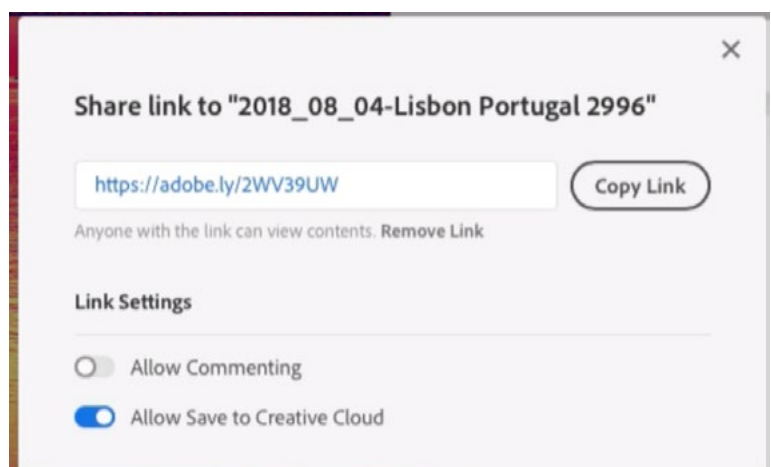 Share link to "2018_08_04-Lisbon Portugal 2996"
https://adobe.ly/2WV39UW
Copy Link
Anyone with the link can view contents. Remove Link
Link Settings
Allow Commenting
Allow Save to Creative Cloud